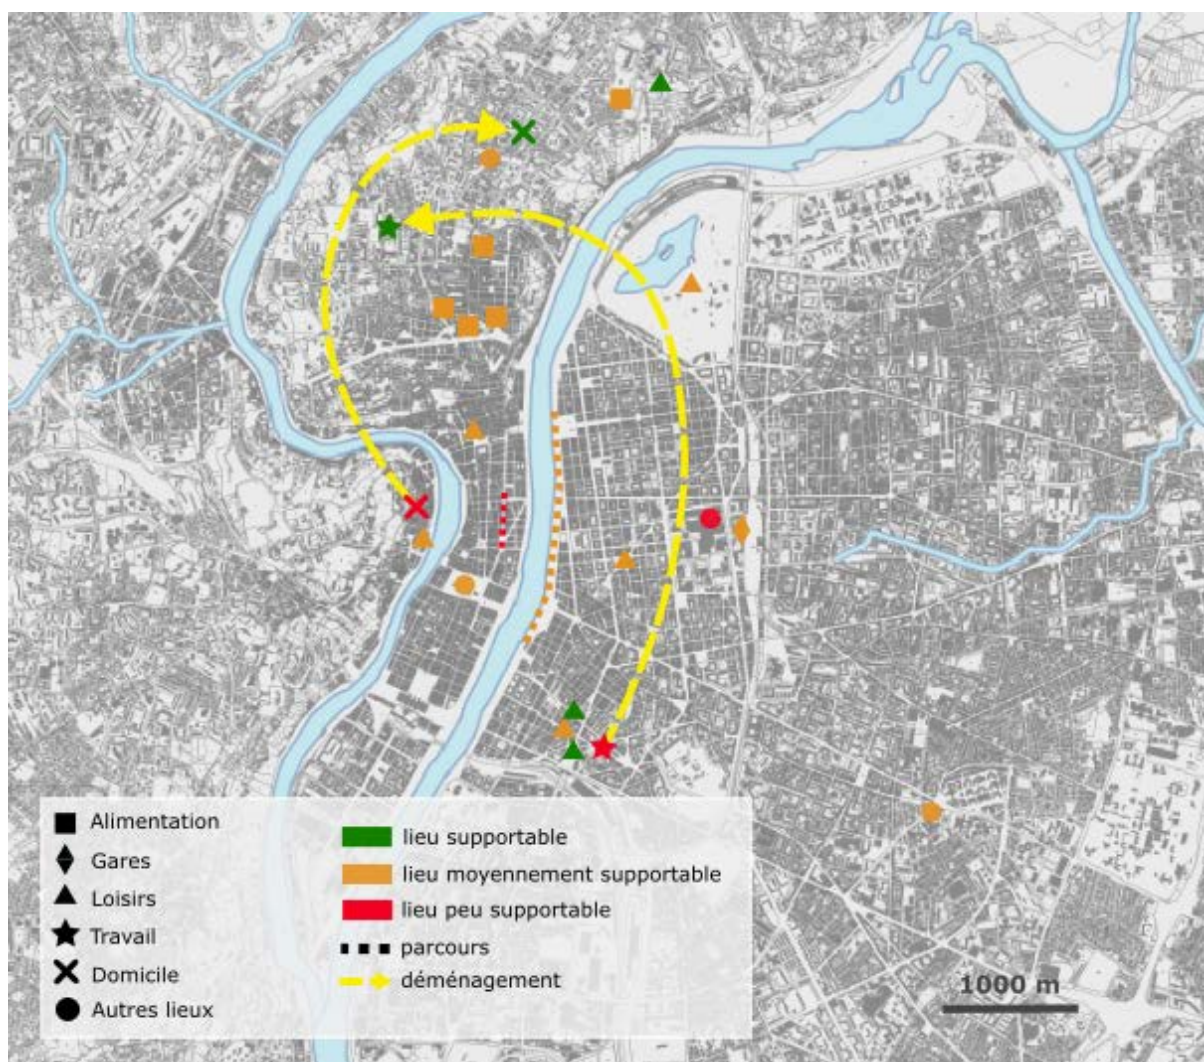 Alimentation
Gares
Loisirs
Travail
Domicile
Autres lieux
lieu supportable
lieu moyennement supportable
lieu peu supportable
parcours
déménagement
1000 m